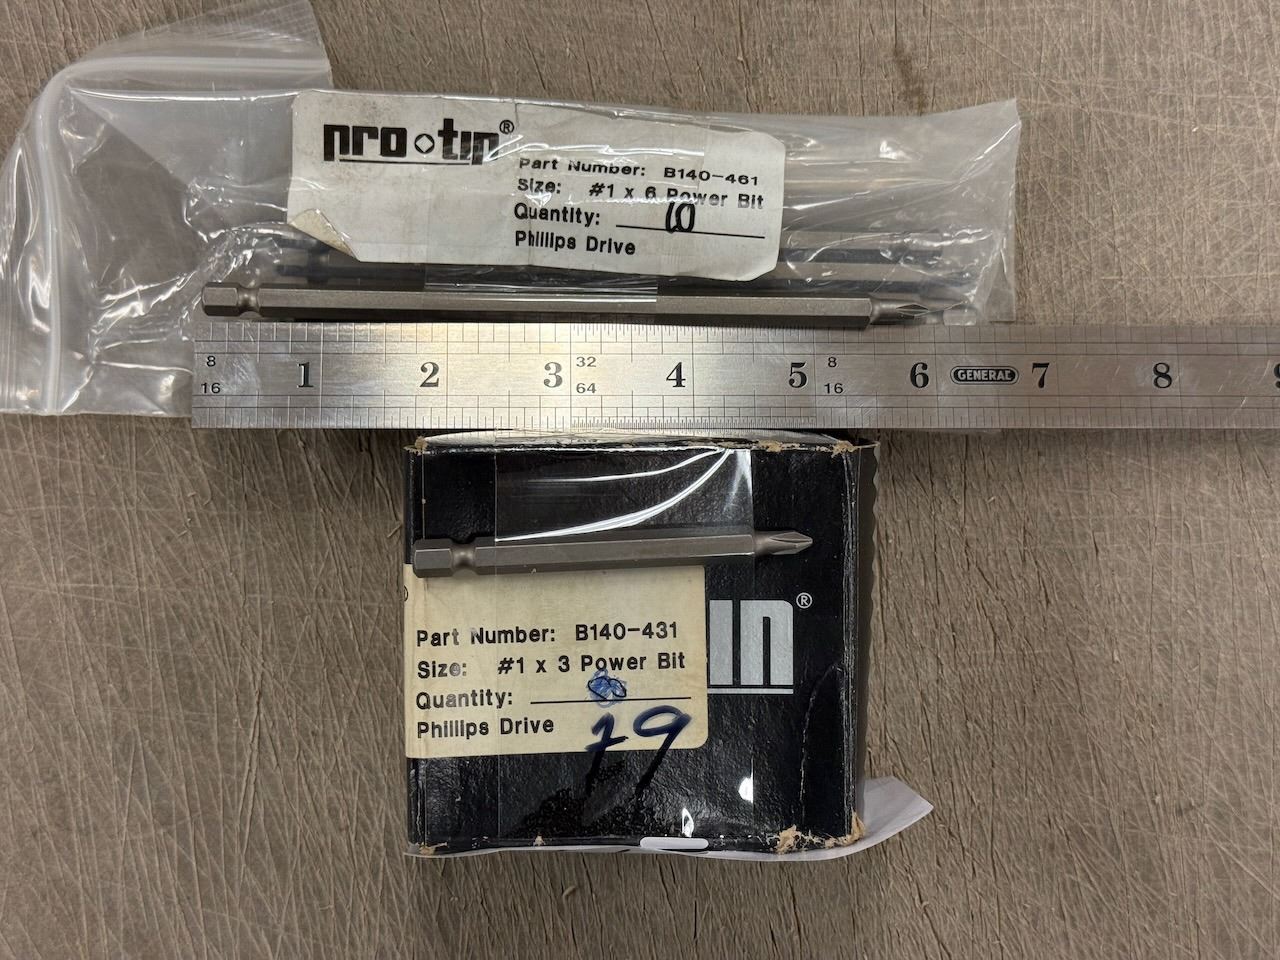 pro tip®
Part Number: B140-461
Size: #1 x 6 Power Bit
Quantity: 10
Phillips Drive
8 1 2 3 32 4 5 8 6 GENERAL 7 8 9
16 64 16
IN®
Part Number: B140-431
Size: #1 x 3 Power Bit
Quantity:
Phillips Drive
79